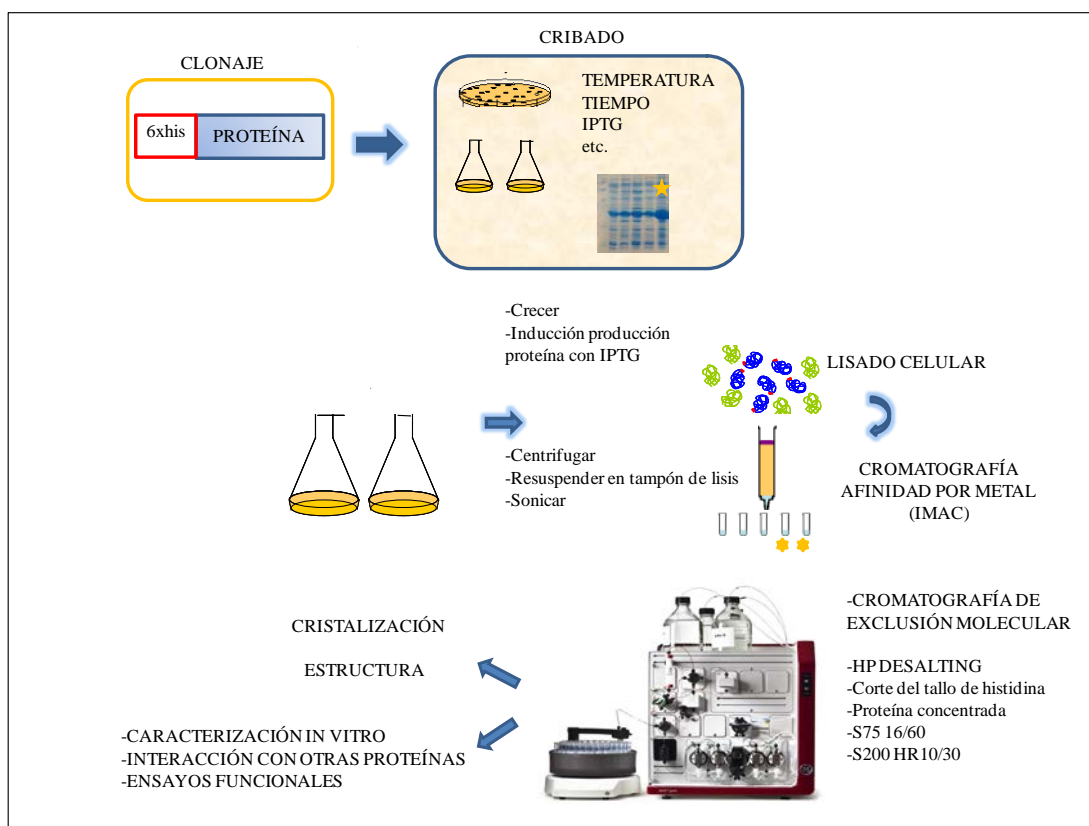 CLONAJE
6xhis
PROTEÍNA
CRIBADO
TEMPERATURA
TIEMPO
IPTG
etc.
-Crecer
-Inducción producción
proteína con IPTG
-Centrifugar
-Resuspender en tampón de lisis
-Sonicar
LISADO CELULAR
CROMATOGRAFÍA
AFINIDAD POR METAL
(IMAC)
-CROMATOGRAFÍA DE
EXCLUSIÓN MOLECULAR
-HP DESALTING
-Corte del tallo de histidina
-Proteína concentrada
-S75 16/60
-S200 HR10/30
CRISTALIZACIÓN
ESTRUCTURA
-CARACTERIZACIÓN IN VITRO
-INTERACCIÓN CON OTRAS PROTEÍNAS
-ENSAYOS FUNCIONALES